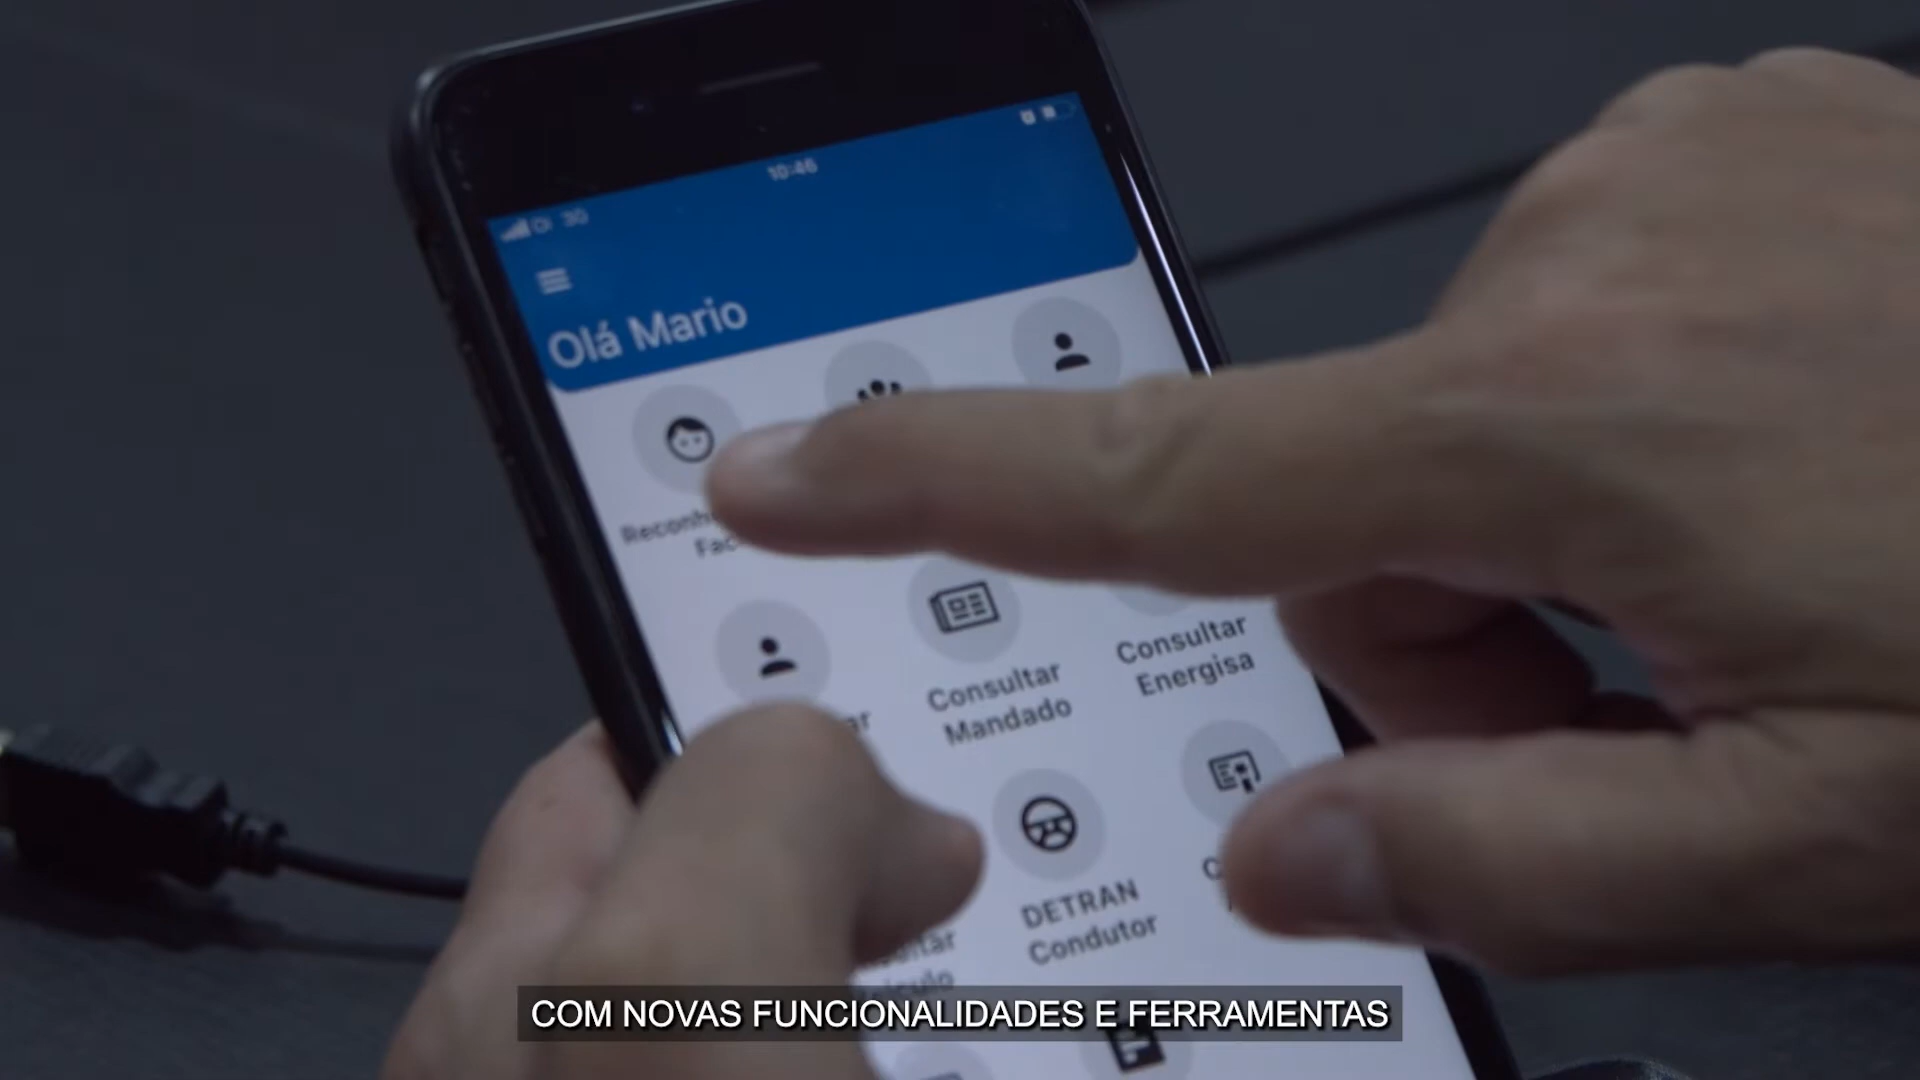 10:46
Olá Mario
Consultar
Energisa
Consultar
Mandado
DETRAN
Condutor
COM NOVAS FUNCIONALIDADES E FERRAMENTAS